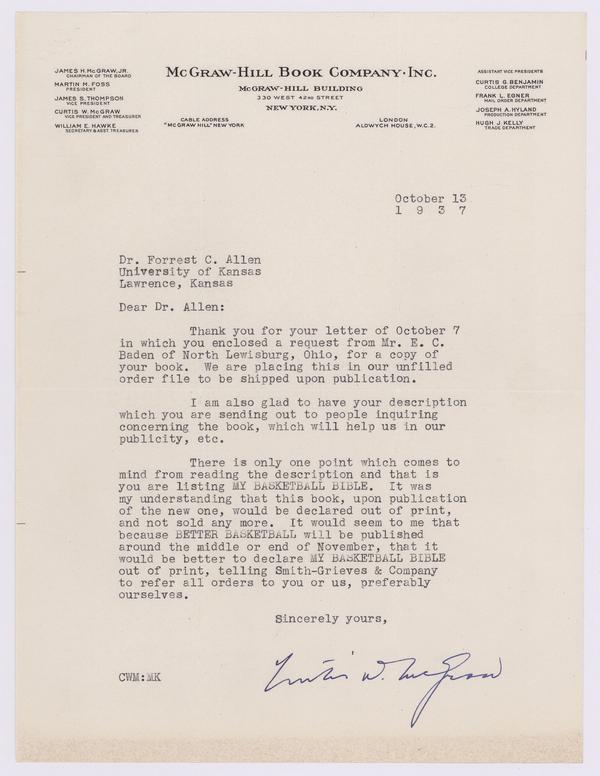 McGraw-Hill Book Company·Inc.
McGraw-Hill Building
330 West 42nd Street
New York, N.Y.
James H. McGraw, Jr.
Chairman of the Board
Martin M. Foss
President
James S. Thompson
Vice President
Curtis W. McGraw
Vice President and Treasurer
William E. Hawke
Secretary & Asst. Treasurer
Cable Address
"McGraw Hill" New York
London
Aldwych House, W.C.2.
Assistant Vice Presidents
Curtis G. Benjamin
College Department
Frank L. Egner
Mail Order Department
Joseph A. Hyland
Production Department
Hugh J. Kelly
Trade Department
October 13
1 9 3 7
Dr. Forrest C. Allen
University of Kansas
Lawrence, Kansas
Dear Dr. Allen:
Thank you for your letter of October 7
in which you enclosed a request from Mr. E. C.
Baden of North Lewisburg, Ohio, for a copy of
your book. We are placing this in our unfilled
order file to be shipped upon publication.
I am also glad to have your description
which you are sending out to people inquiring
concerning the book, which will help us in our
publicity, etc.
There is only one point which comes to
mind from reading the description and that is
you are listing MY BASKETBALL BIBLE. It was
my understanding that this book, upon publication
of the new one, would be declared out of print,
and not sold any more. It would seem to me that
because BETTER BASKETBALL will be published
around the middle or end of November, that it
would be better to declare MY BASKETBALL BIBLE
out of print, telling Smith-Grieves & Company
to refer all orders to you or us, preferably
ourselves.
Sincerely yours,
Curtis W. McGraw
CWM:MK